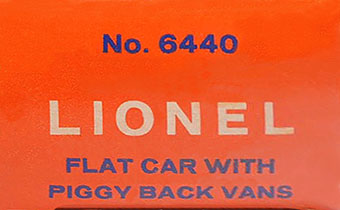 No. 6440
LIONEL
FLAT CAR WITH
PIGGY BACK VANS